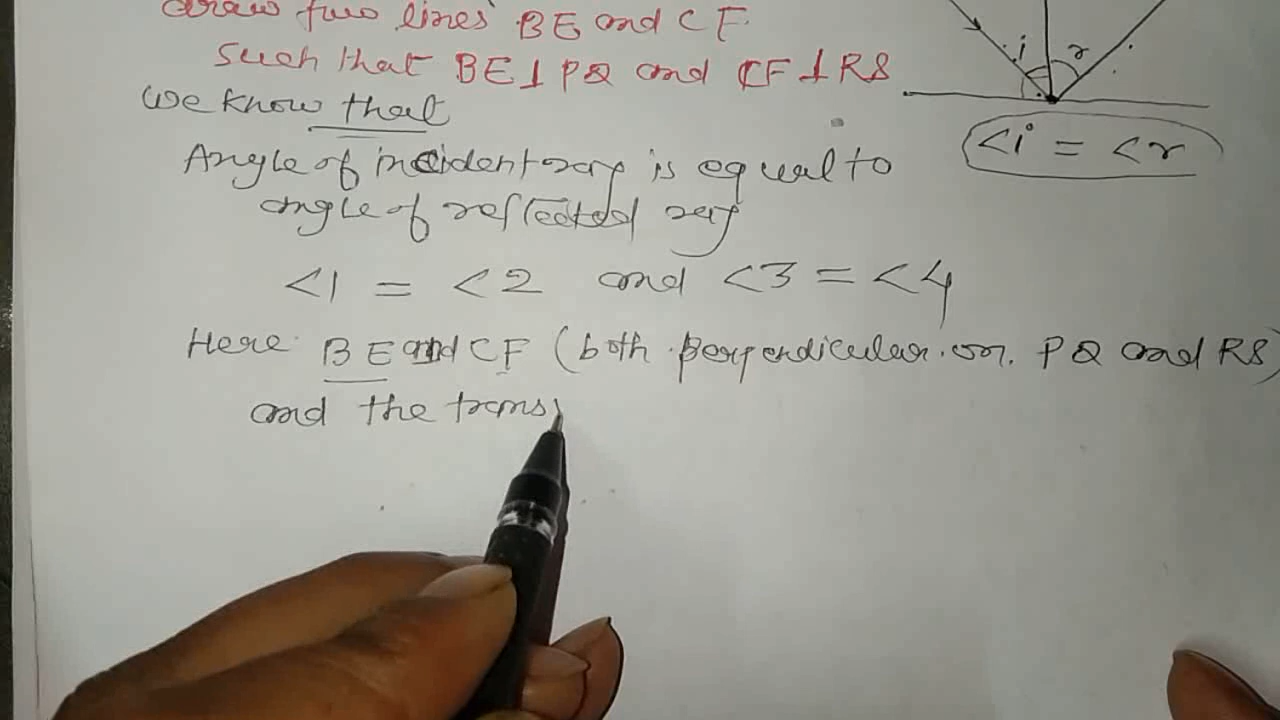 draw two lines BE and CF
Such that BE⊥PQ and CF⊥RS
We know that
Angle of incident ray is equal to
angle of reflected ray
<1 = <2 and <3 = <4
Here BE and CF (both perpendicular on PQ and RS)
and the trans
i r
<i = <r